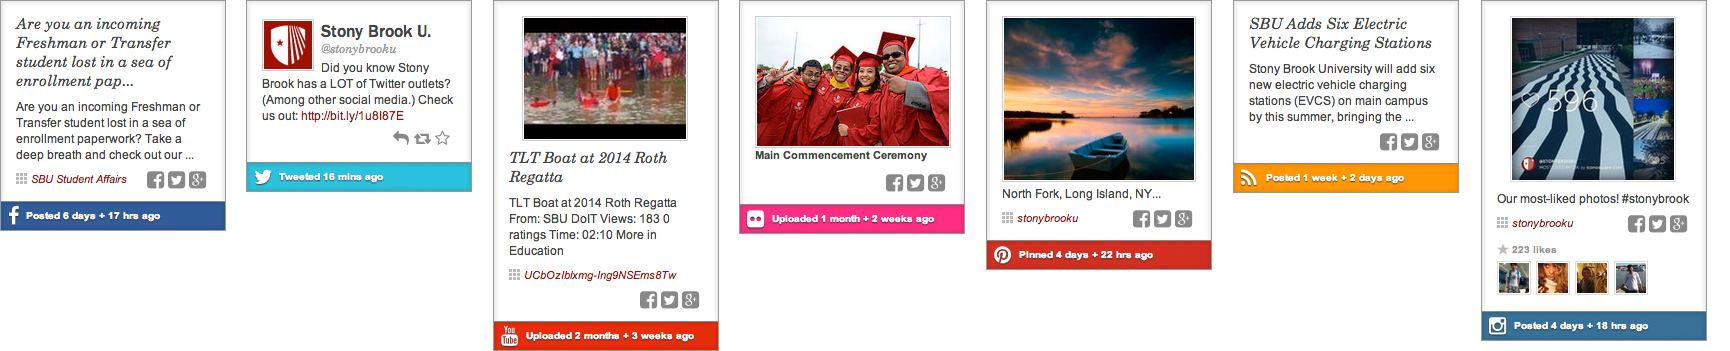 Are you an incoming
Freshman or Transfer
student lost in a sea of
enrollment pap...
Are you an incoming Freshman or
Transfer student lost in a sea of
enrollment paperwork? Take a
deep breath and check out our ...
SBU Student Affairs
Posted 6 days + 17 hrs ago
Stony Brook U.
@stonybrooku
Did you know Stony
Brook has a LOT of Twitter outlets?
(Among other social media.) Check
us out: http://bit.ly/1u8I87E
Tweeted 16 mins ago
TLT Boat at 2014 Roth
Regatta
TLT Boat at 2014 Roth Regatta
From: SBU DoIT Views: 183 0
ratings Time: 02:10 More in
Education
UCbOzIblxmg-Ing9NSEms8Tw
You
Tube
Uploaded 2 months + 3 weeks ago
Main Commencement Ceremony
Uploaded 1 month + 2 weeks ago
North Fork, Long Island, NY...
stonybrooku
Pinned 4 days + 22 hrs ago
SBU Adds Six Electric
Vehicle Charging Stations
Stony Brook University will add six
new electric vehicle charging
stations (EVCS) on main campus
by this summer, bringing the ...
Posted 1 week + 2 days ago
596
@STONYBROOKU
Our most-liked photos! #stonybrook
stonybrooku
223 likes
Posted 4 days + 18 hrs ago